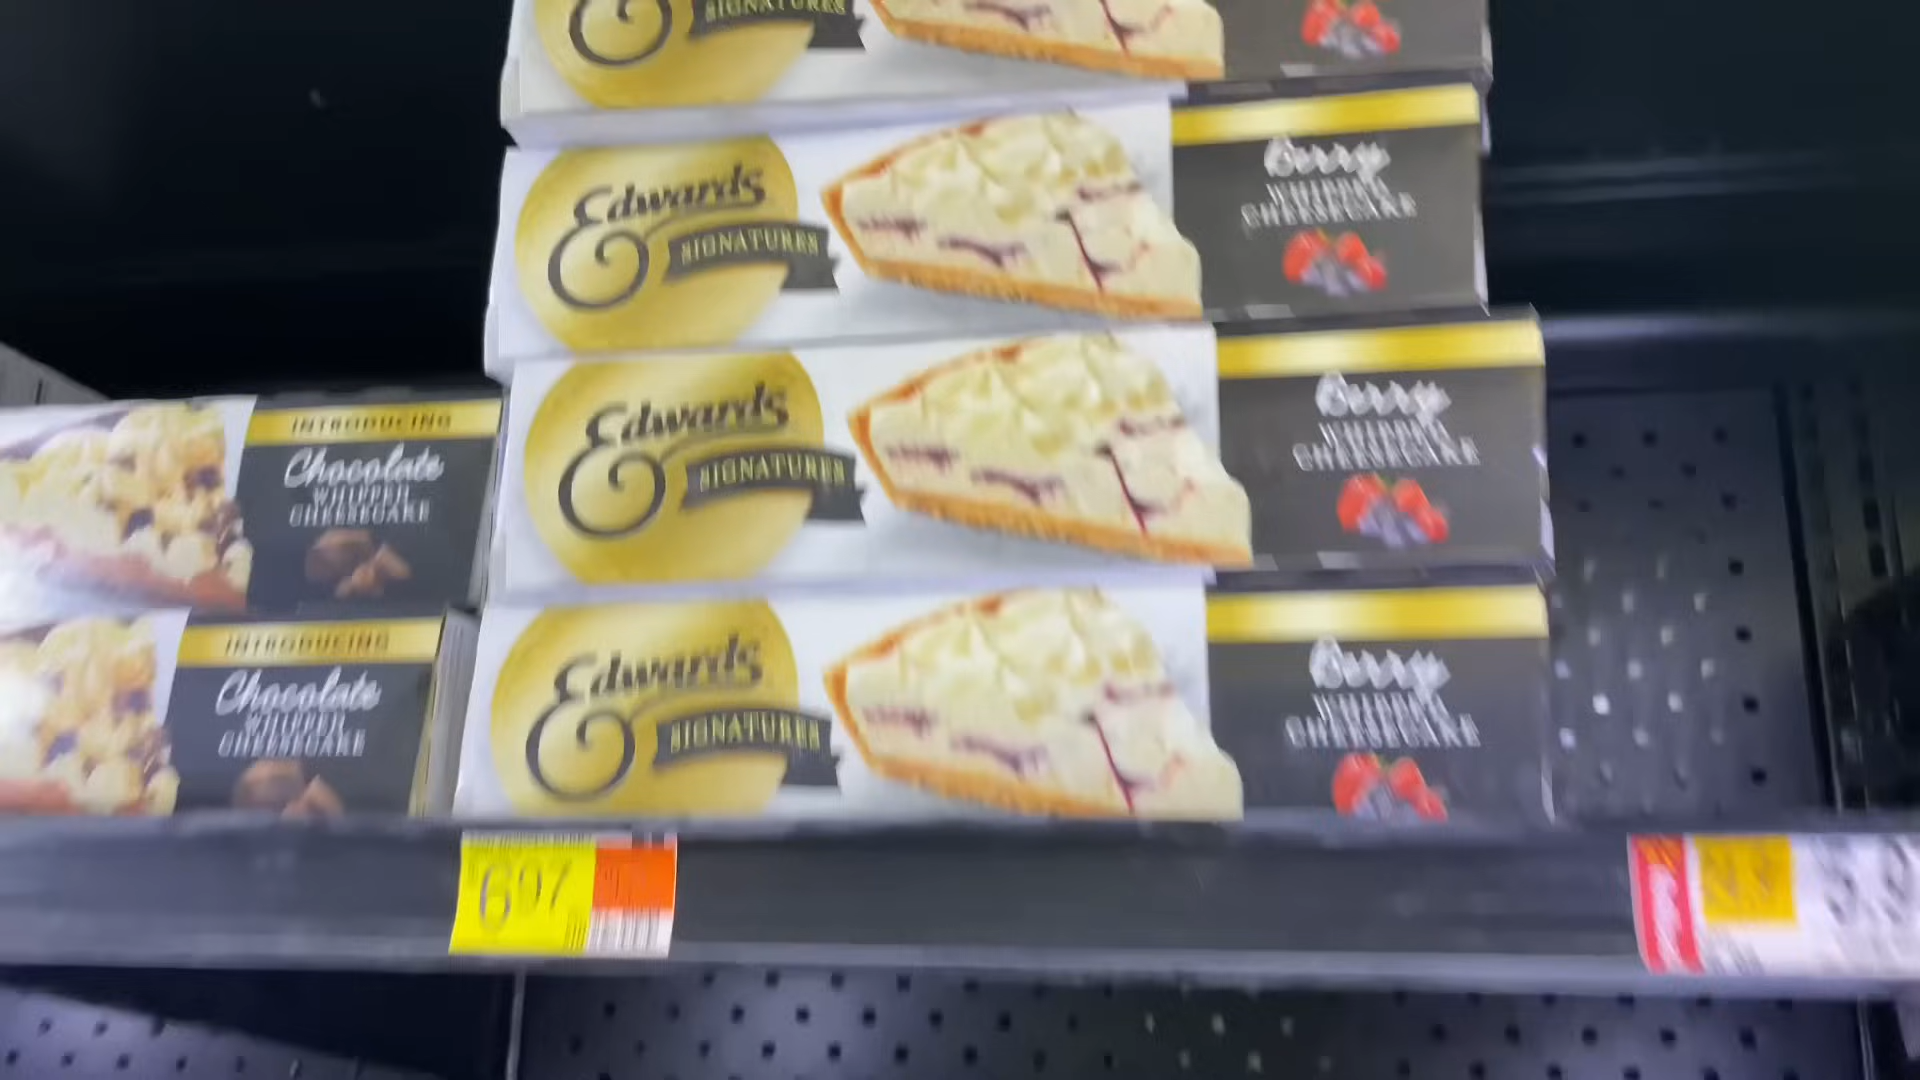 SIGNATURES
Edwards
SIGNATURES
Berry
WHIPPED
CHEESECAKE
INTRODUCING
Chocolate
WHIPPED
CHEESECAKE
Edwards
SIGNATURES
Berry
WHIPPED
CHEESECAKE
INTRODUCING
Chocolate
WHIPPED
CHEESECAKE
Edwards
SIGNATURES
Berry
WHIPPED
CHEESECAKE
6 97